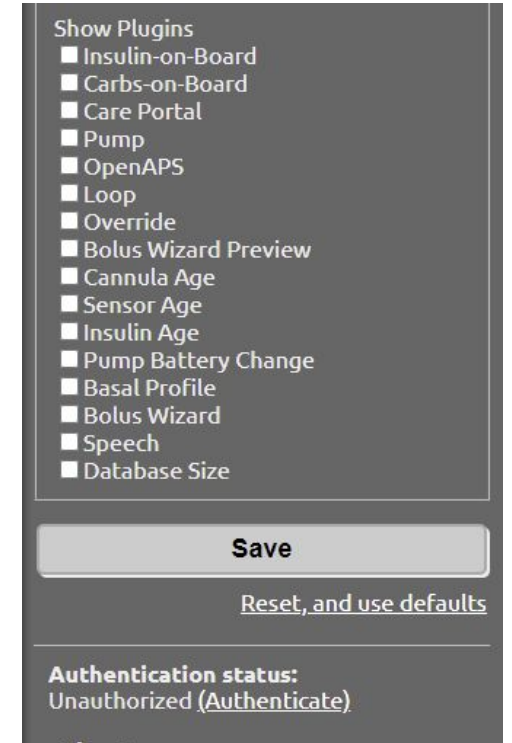 Show Plugins
Insulin-on-Board
Carbs-on-Board
Care Portal
Pump
OpenAPS
Loop
Override
Bolus Wizard Preview
Cannula Age
Sensor Age
Insulin Age
Pump Battery Change
Basal Profile
Bolus Wizard
Speech
Database Size
Save
Reset, and use defaults
Authentication status:
Unauthorized (Authenticate)